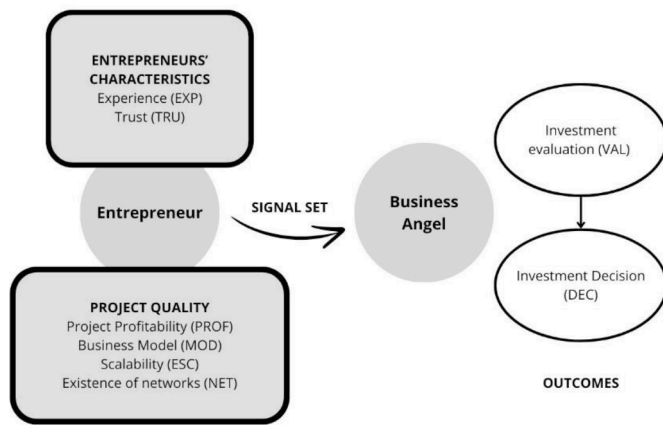 ENTREPRENEURS'
CHARACTERISTICS
Experience (EXP)
Trust (TRU)
Entrepreneur
SIGNAL SET
Business
Angel
Investment
evaluation (VAL)
Investment Decision
(DEC)
PROJECT QUALITY
Project Profitability (PROF)
Business Model (MOD)
Scalability (ESC)
Existence of networks (NET)
OUTCOMES